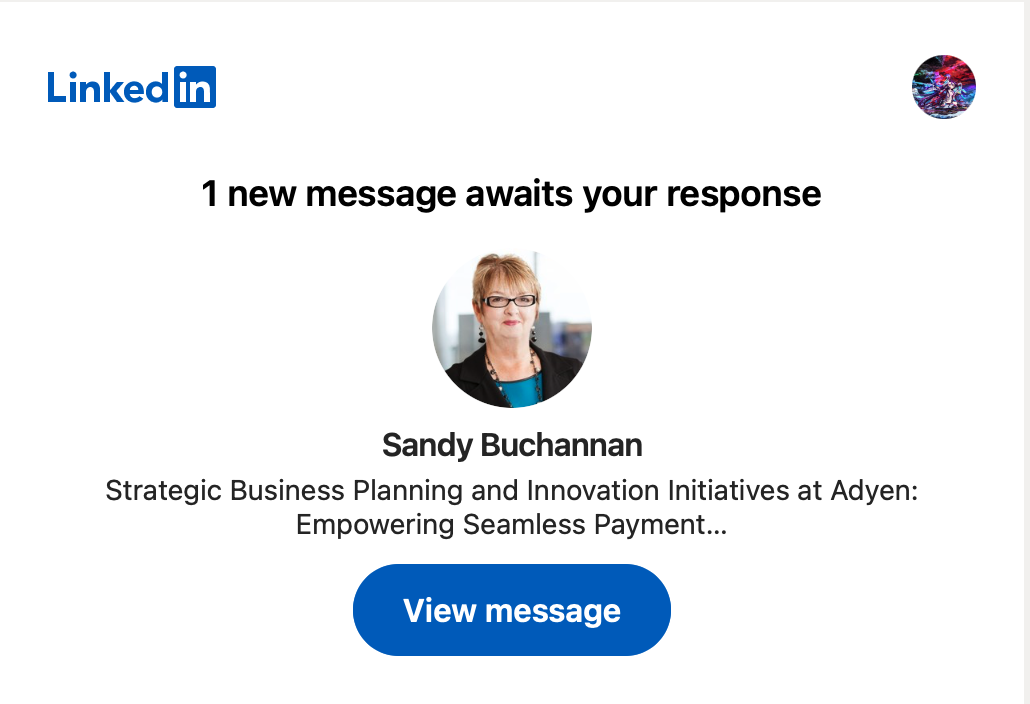 LinkedIn
1 new message awaits your response
Sandy Buchannan
Strategic Business Planning and Innovation Initiatives at Adyen:
Empowering Seamless Payment...
View message